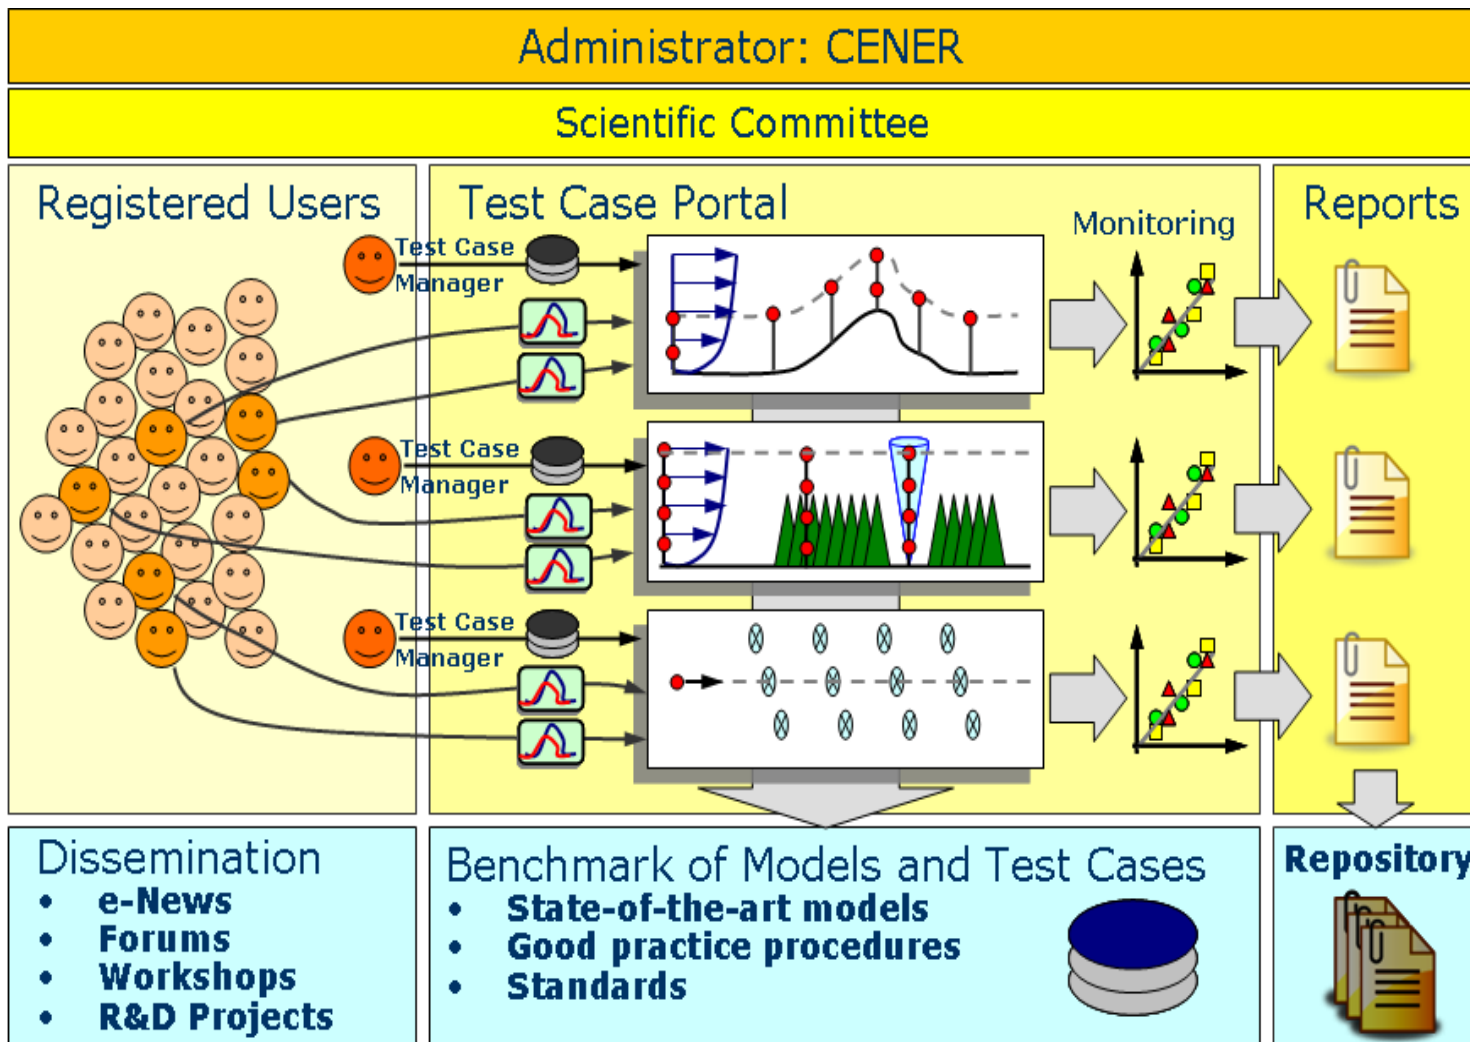 Administrator: CENER
Scientific Committee
Registered Users
Test Case Portal
Monitoring
Reports
Test Case
Manager
Test Case
Manager
Test Case
Manager
Dissemination
• e-News
• Forums
• Workshops
• R&D Projects
Benchmark of Models and Test Cases
• State-of-the-art models
• Good practice procedures
• Standards
Repository